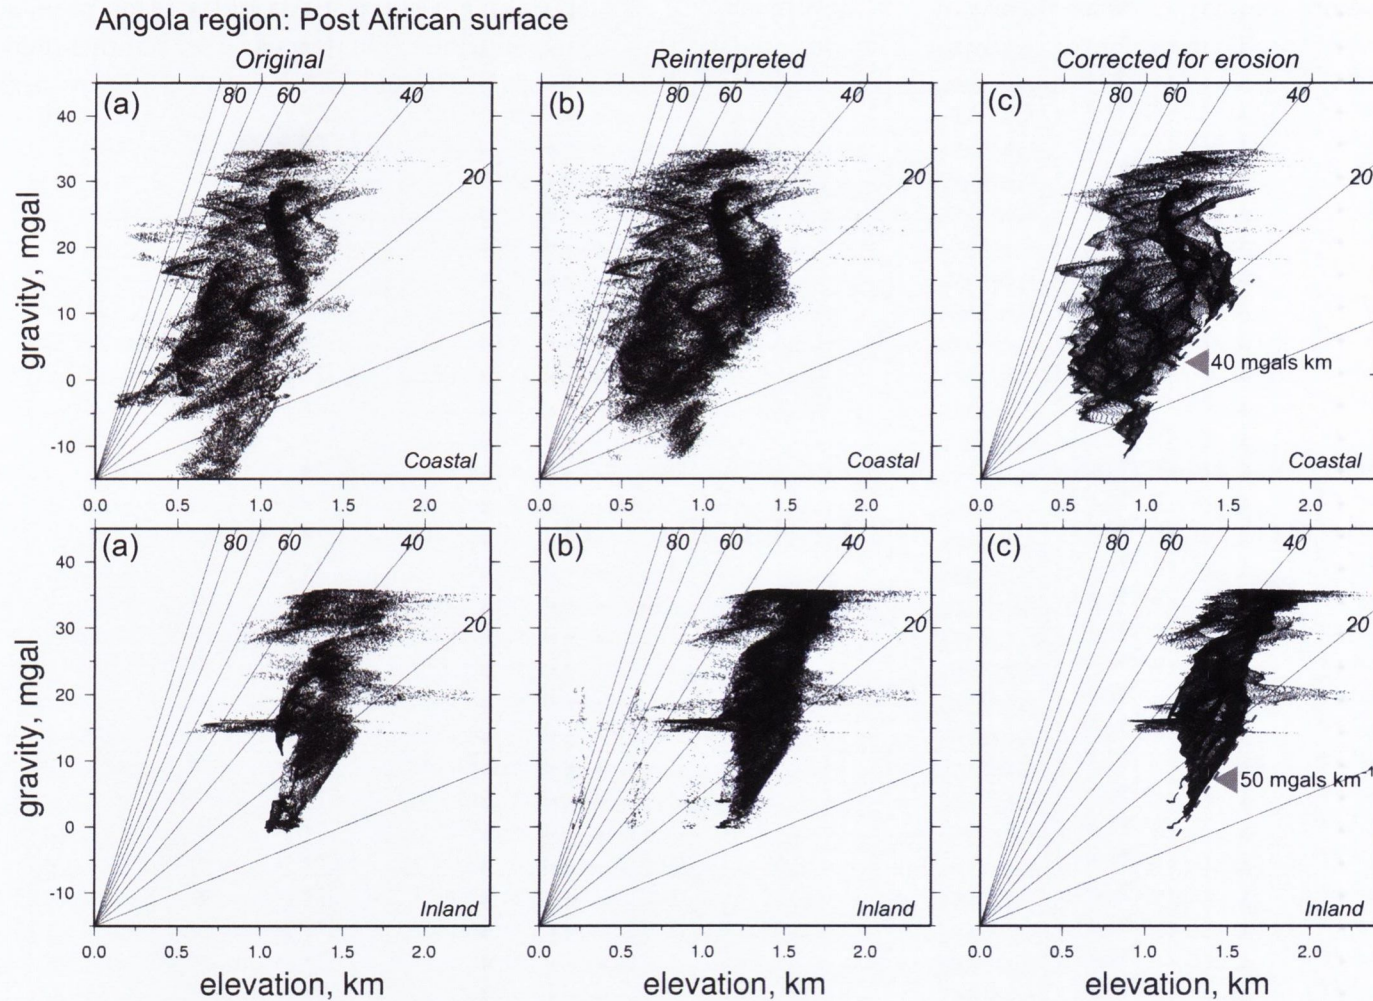 Angola region: Post African surface
Original
Reinterpreted
Corrected for erosion
(a)
80
60
40
20
Coastal
(b)
80
60
40
20
Coastal
(c)
80
60
40
20
40 mgals km
Coastal
gravity, mgal
40
30
20
10
0
-10
0.0 0.5 1.0 1.5 2.0
0.0 0.5 1.0 1.5 2.0
0.0 0.5 1.0 1.5 2.0
(a)
80
60
40
20
Inland
(b)
80
60
40
20
Inland
(c)
80
60
40
20
50 mgals km⁻¹
Inland
gravity, mgal
40
30
20
10
0
-10
0.0 0.5 1.0 1.5 2.0
0.0 0.5 1.0 1.5 2.0
0.0 0.5 1.0 1.5 2.0
elevation, km
elevation, km
elevation, km